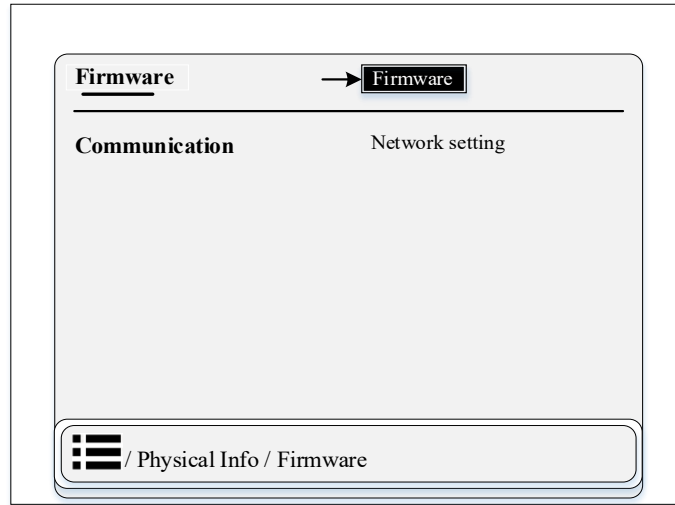 Firmware Firmware
Communication Network setting
/ Physical Info / Firmware